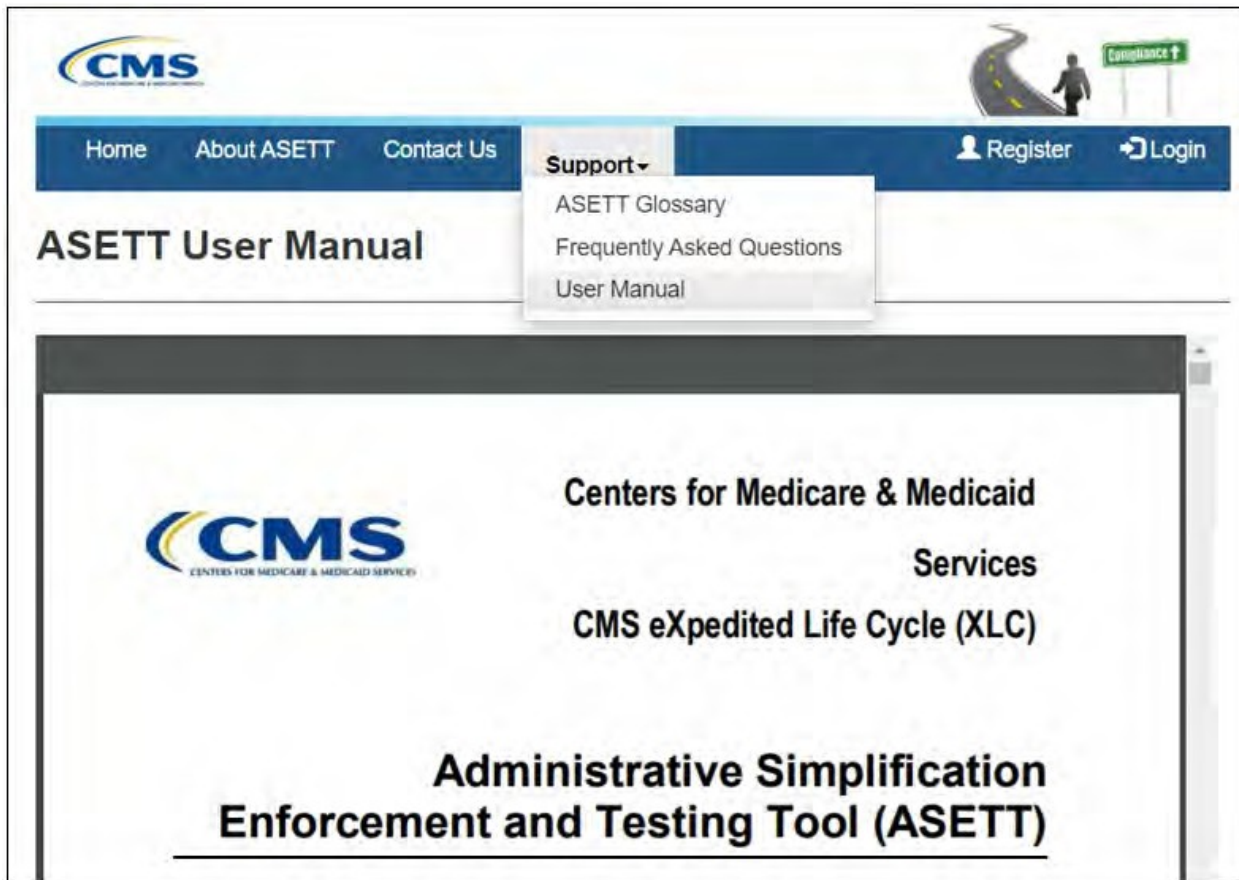 CMS
Compliance
Home About ASETT Contact Us Support Register Login
ASETT Glossary
Frequently Asked Questions
User Manual
ASETT User Manual
CMS
CENTERS FOR MEDICARE & MEDICAID SERVICES
Centers for Medicare & Medicaid
Services
CMS eXpedited Life Cycle (XLC)
Administrative Simplification
Enforcement and Testing Tool (ASETT)